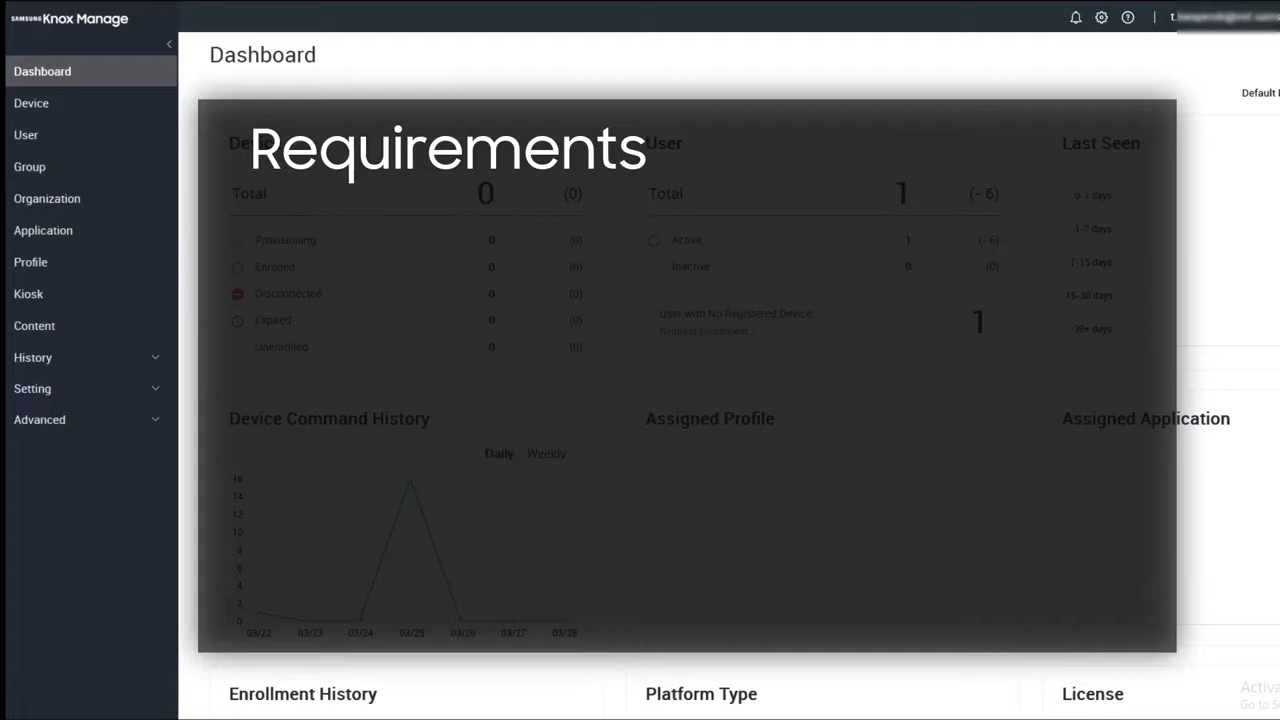 SAMSUNG Knox Manage
Dashboard
Device
User
Group
Organization
Application
Profile
Kiosk
Content
History
Setting
Advanced
Dashboard
Default
Requirements
User
Last Seen
Total 0 (0)
Provisioning 0 (0)
Enrolled 0 (0)
Disconnected 0 (0)
Expired 0 (0)
Unenrolled 0 (0)
Total 1 (- 6)
Active 1 (- 6)
Inactive 0 (0)
User with No Registered Device 1
Request Enrollment
0-1 days
1-7 days
7-15 days
16-30 days
30+ days
Device Command History
Daily Weekly
16
14
12
10
8
6
4
2
0
03/22 03/23 03/24 03/25 03/26 03/27 03/28
Assigned Profile
Assigned Application
Enrollment History
Platform Type
License